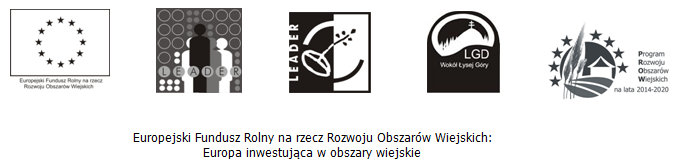 Europejski Fundusz Rolny na rzecz
Rozwoju Obszarów Wiejskich
LEADER
LEADER
LGD
Wokół Łysej Góry
Program
Rozwoju
Obszarów
Wiejskich
na lata 2014-2020
Europejski Fundusz Rolny na rzecz Rozwoju Obszarów Wiejskich:
Europa inwestująca w obszary wiejskie